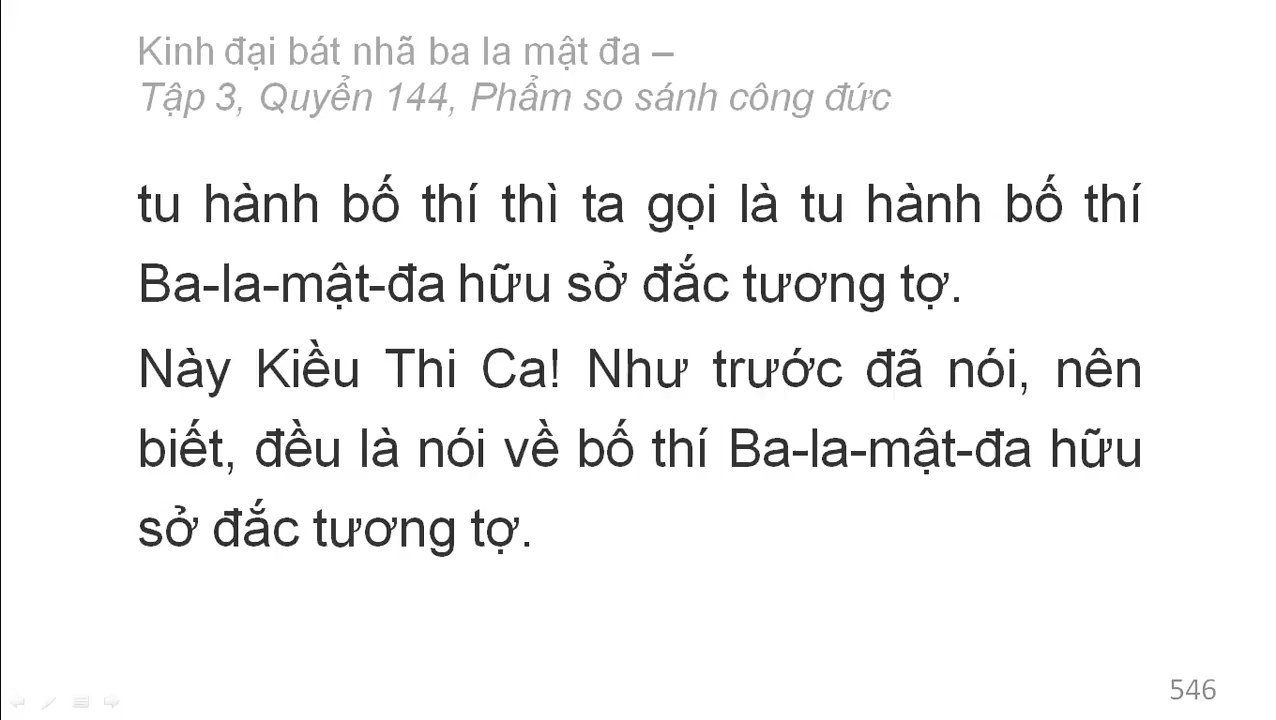 Kinh đại bát nhã ba la mật đa –
Tập 3, Quyển 144, Phẩm so sánh công đức
tu hành bố thí thì ta gọi là tu hành bố thí
Ba-la-mật-đa hữu sở đắc tương tợ.
Này Kiều Thi Ca! Như trước đã nói, nên
biết, đều là nói về bố thí Ba-la-mật-đa hữu
sở đắc tương tợ.
546